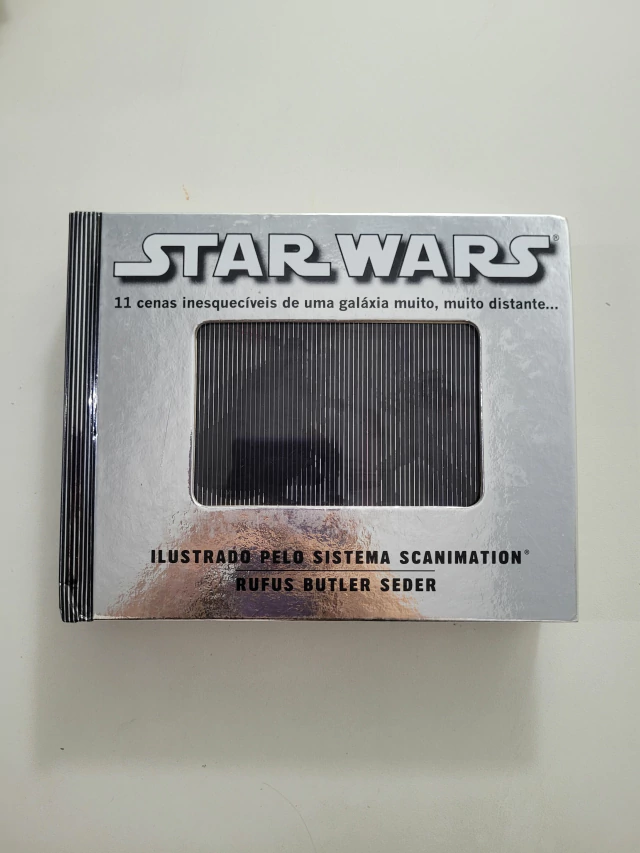 STAR WARS®
11 cenas inesquecíveis de uma galáxia muito, muito distante...
ILUSTRADO PELO SISTEMA SCANIMATION®
RUFUS BUTLER SEDER